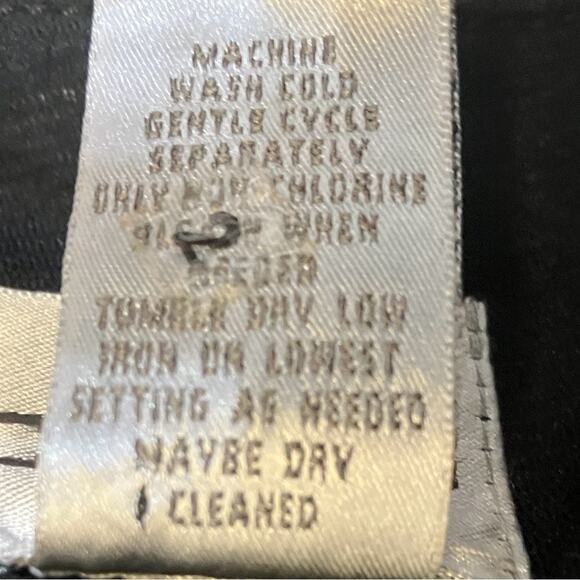 MACHINE
WASH COLD
GENTLE CYCLE
SEPARATELY
ONLY NON CHLORINE
BLEACH WHEN
NEEDED
TUMBLE DRY LOW
IRON ON LOWEST
SETTING AS NEEDED
MAYBE DRY
CLEANED